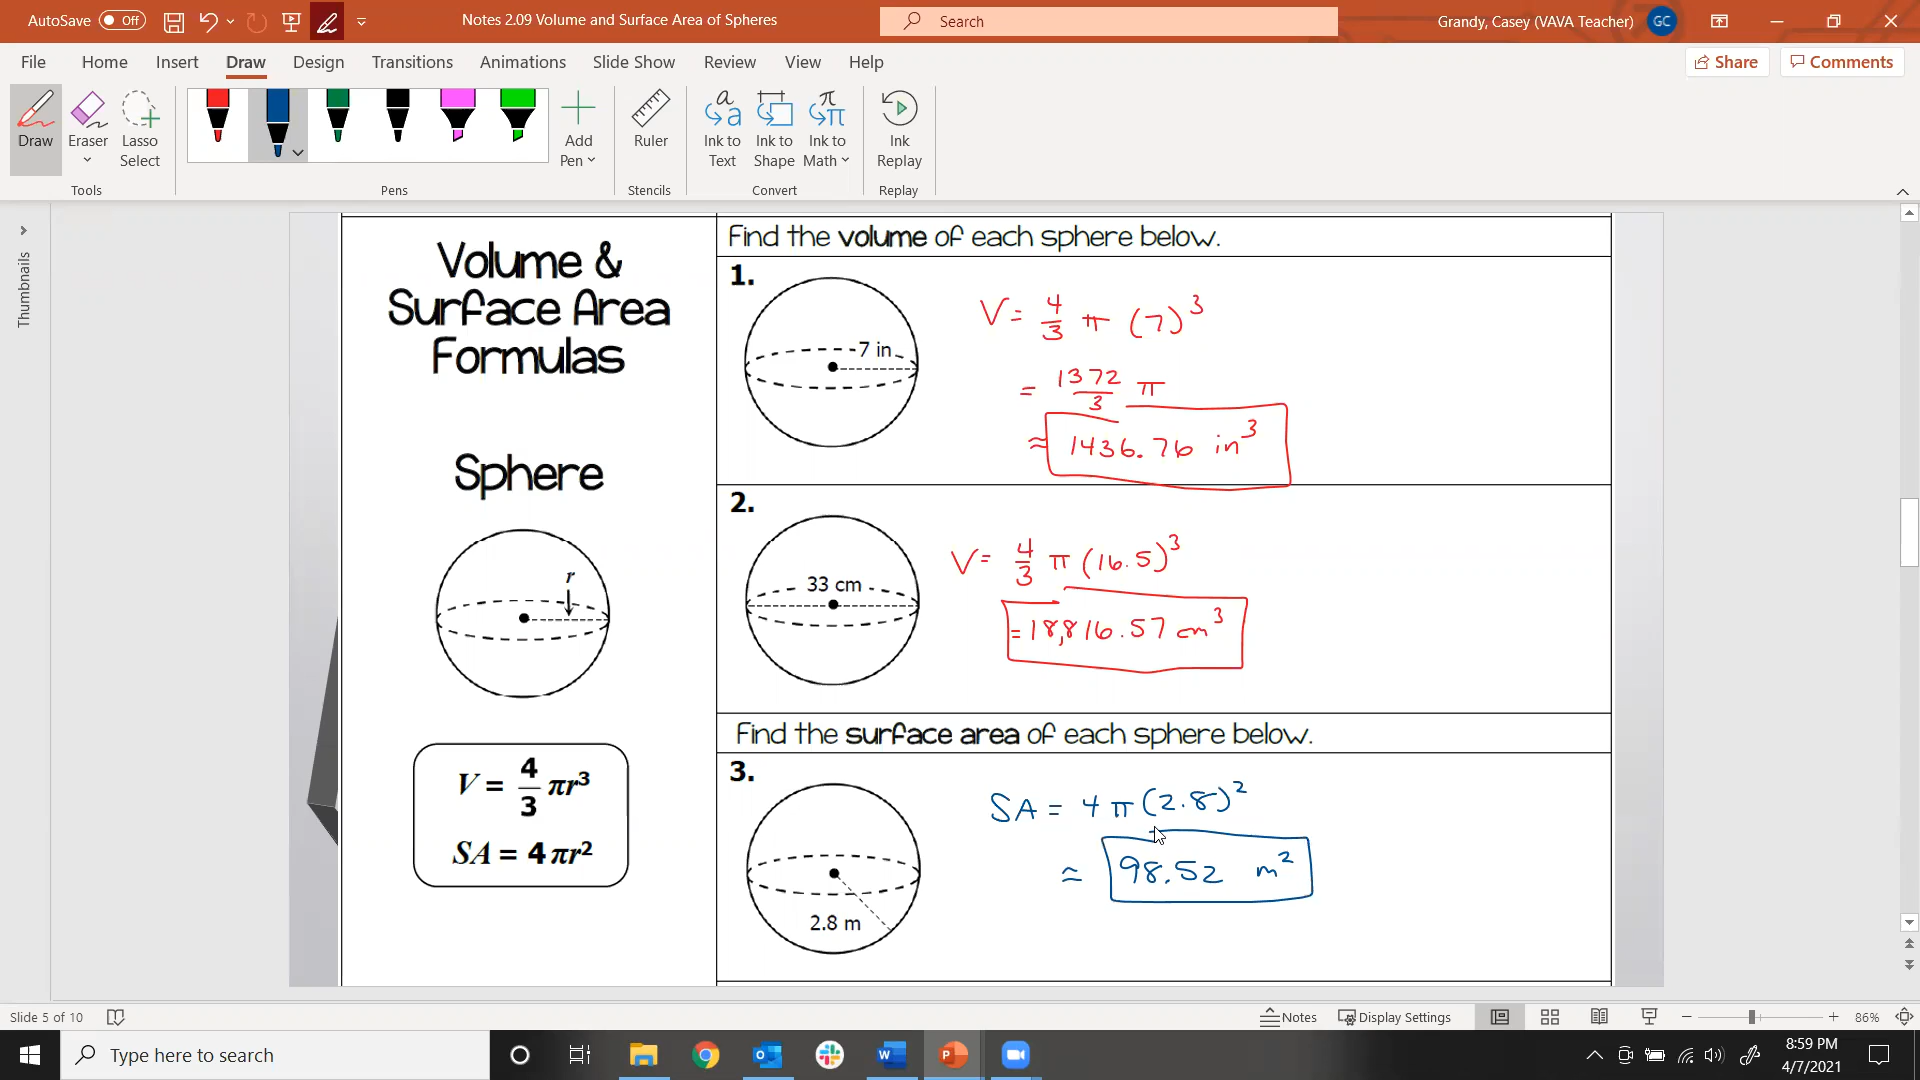 AutoSave Off
Notes 2.09 Volume and Surface Area of Spheres
Search
Grandy, Casey (VAVA Teacher) GC
File Home Insert Draw Design Transitions Animations Slide Show Review View Help
Share Comments
Draw
Eraser
Lasso Select
Add Pen
Ruler
a
Ink to Text
Ink to Shape
π
Ink to Math
Ink Replay
Tools Pens Stencils Convert Replay
Thumbnails
Volume &
Surface Area
Formulas
Sphere
r
V = 4/3 πr³
SA = 4πr²
Find the volume of each sphere below.
1.
7 in
V = 4/3 π (7)³
= 1372/3 π
≈ 1436.76 in³
2.
33 cm
V = 4/3 π (16.5)³
= 18,816.57 cm³
Find the surface area of each sphere below.
3.
2.8 m
SA = 4 π (2.8)²
≈ 98.52 m²
Slide 5 of 10
Notes Display Settings
86%
Type here to search
8:59 PM
4/7/2021